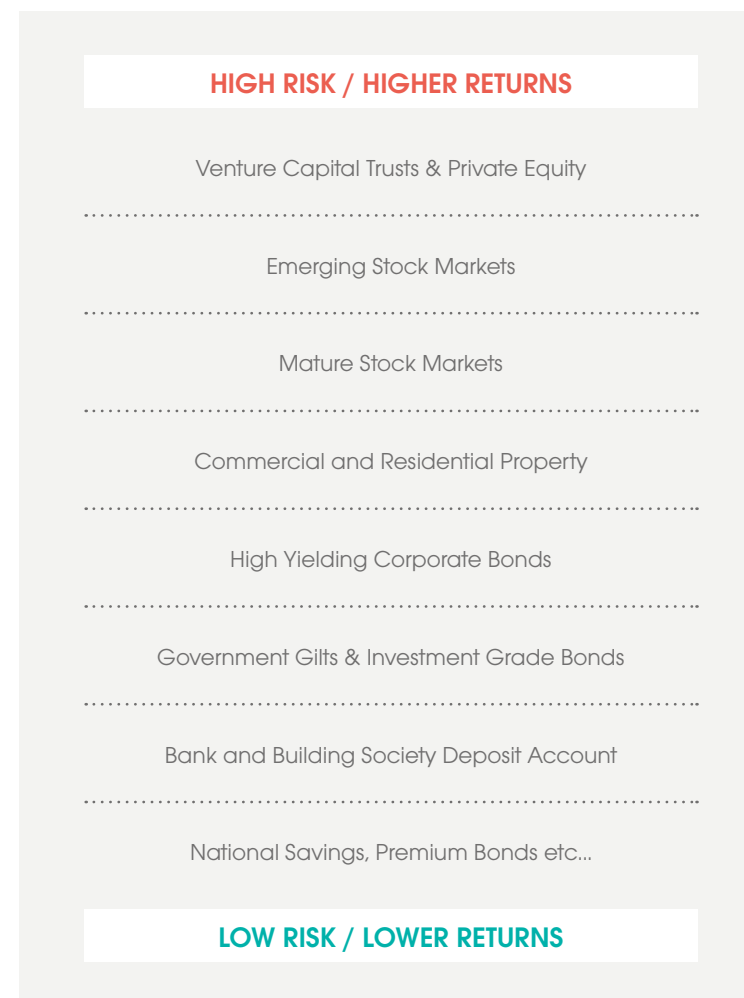 HIGH RISK / HIGHER RETURNS
Venture Capital Trusts & Private Equity
Emerging Stock Markets
Mature Stock Markets
Commercial and Residential Property
High Yielding Corporate Bonds
Government Gilts & Investment Grade Bonds
Bank and Building Society Deposit Account
National Savings, Premium Bonds etc...
LOW RISK / LOWER RETURNS